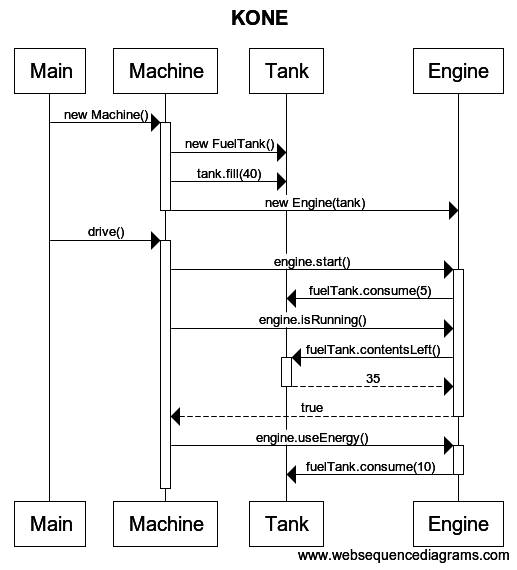 KONE
Main Machine Tank Engine
new Machine()
new FuelTank()
tank.fill(40)
new Engine(tank)
drive()
engine.start()
fuelTank.consume(5)
engine.isRunning()
fuelTank.contentsLeft()
35
true
engine.useEnergy()
fuelTank.consume(10)
Main Machine Tank Engine
www.websequencediagrams.com